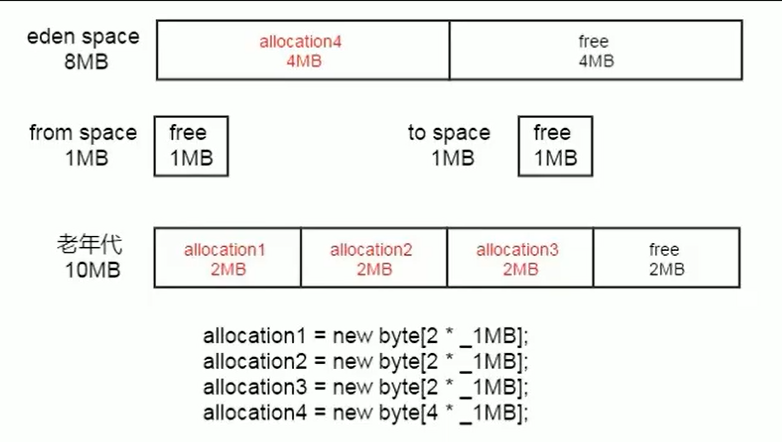 eden space
8MB
allocation4
4MB
free
4MB
from space
1MB
free
1MB
to space
1MB
free
1MB
老年代
10MB
allocation1
2MB
allocation2
2MB
allocation3
2MB
free
2MB
allocation1 = new byte[2 * _1MB];
allocation2 = new byte[2 * _1MB];
allocation3 = new byte[2 * _1MB];
allocation4 = new byte[4 * _1MB];